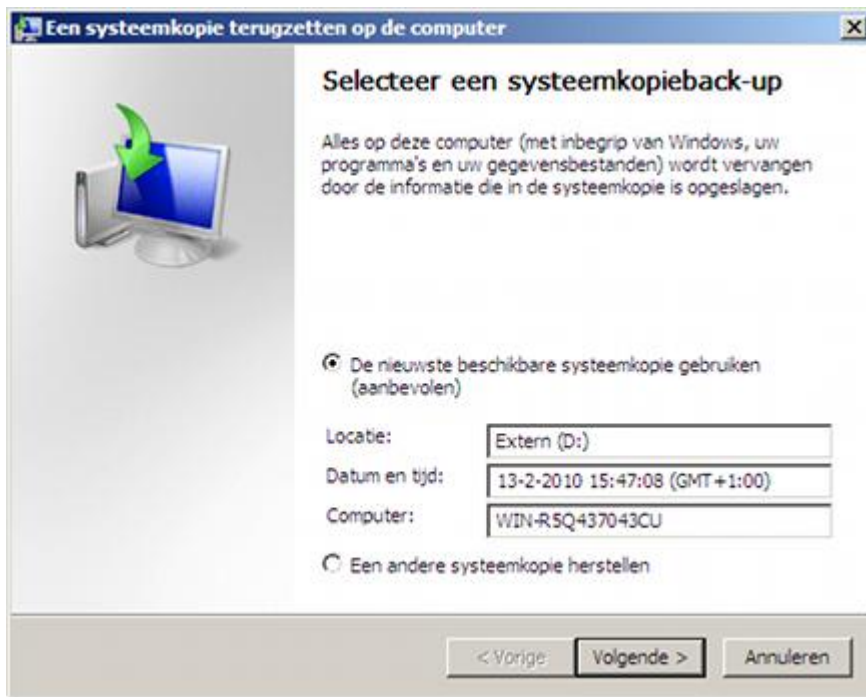 Een systeemkopie terugzetten op de computer
Selecteer een systeemkopieback-up
Alles op deze computer (met inbegrip van Windows, uw
programma's en uw gegevensbestanden) wordt vervangen
door de informatie die in de systeemkopie is opgeslagen.
De nieuwste beschikbare systeemkopie gebruiken
(aanbevolen)
Locatie: Extern (D:)
Datum en tijd: 13-2-2010 15:47:08 (GMT+1:00)
Computer: WIN-R5Q437043CU
Een andere systeemkopie herstellen
< Vorige Volgende > Annuleren